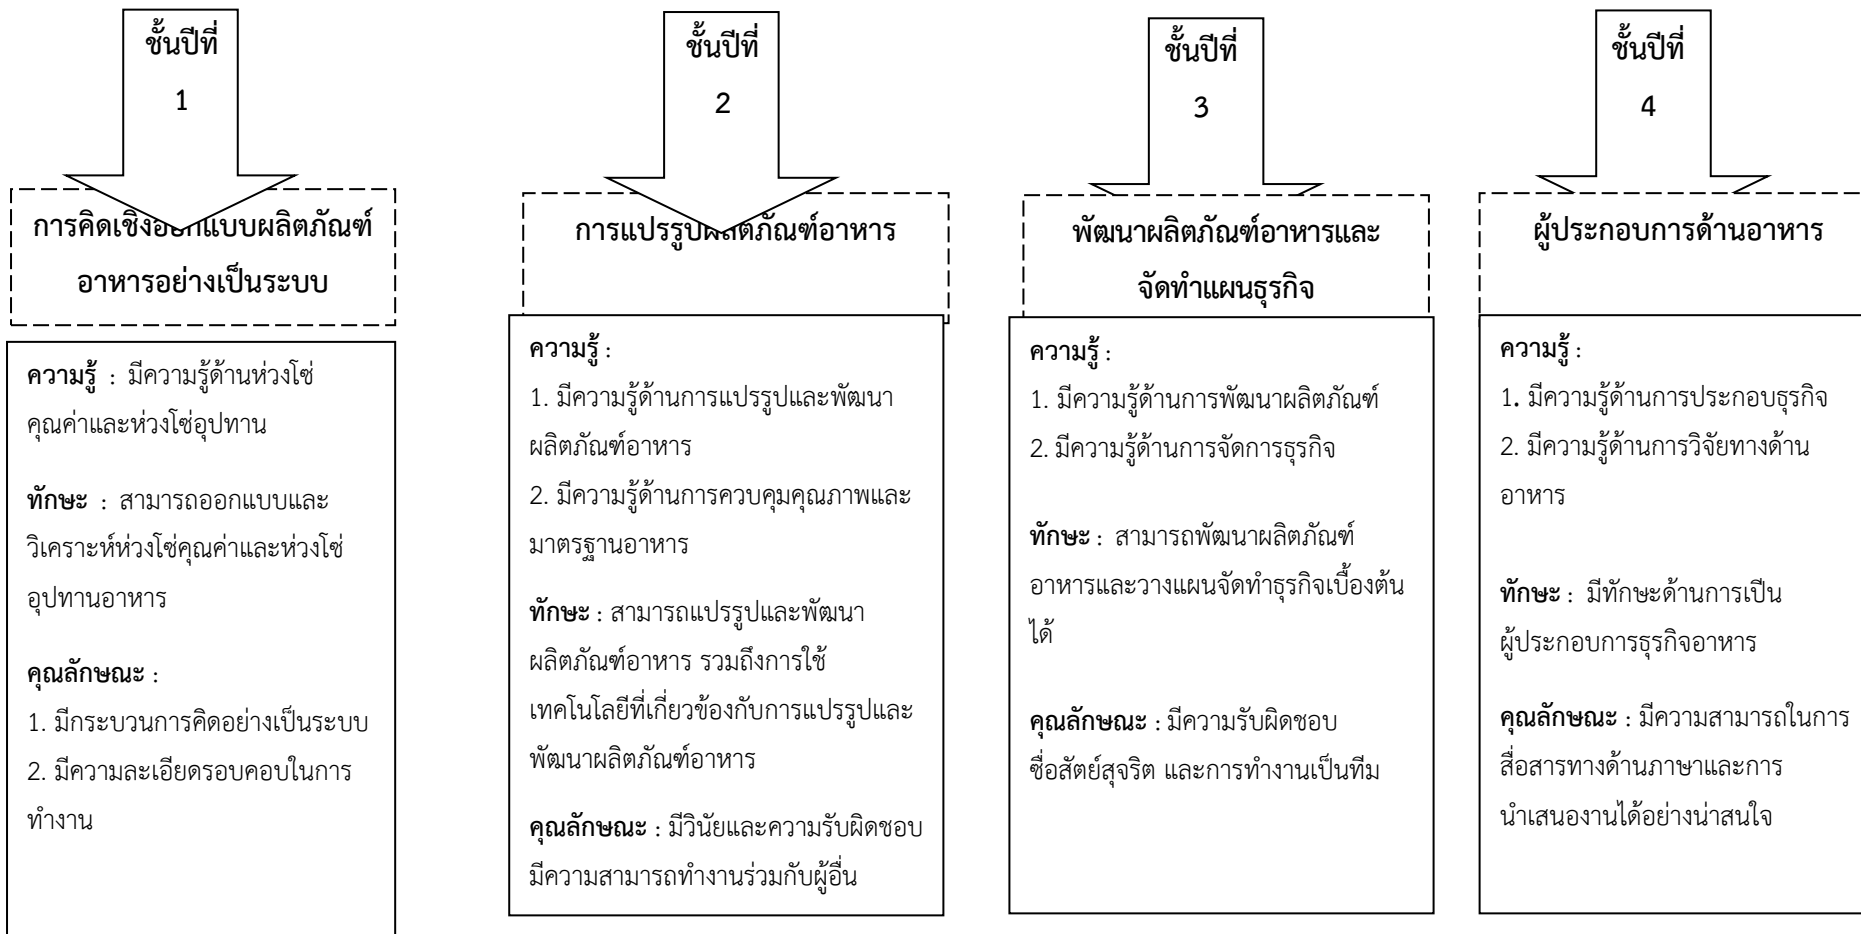 ชั้นปีที่
1
การคิดเชิงออกแบบผลิตภัณฑ์
อาหารอย่างเป็นระบบ
ความรู้ : มีความรู้ด้านห่วงโซ่
คุณค่าและห่วงโซ่อุปทาน
ทักษะ : สามารถออกแบบและ
วิเคราะห์ห่วงโซ่คุณค่าและห่วงโซ่
อุปทานอาหาร
คุณลักษณะ :
1. มีกระบวนการคิดอย่างเป็นระบบ
2. มีความละเอียดรอบคอบในการ
ทำงาน
ชั้นปีที่
2
การแปรรูปผลิตภัณฑ์อาหาร
ความรู้ :
1. มีความรู้ด้านการแปรรูปและพัฒนา
ผลิตภัณฑ์อาหาร
2. มีความรู้ด้านการควบคุมคุณภาพและ
มาตรฐานอาหาร
ทักษะ : สามารถแปรรูปและพัฒนา
ผลิตภัณฑ์อาหาร รวมถึงการใช้
เทคโนโลยีที่เกี่ยวข้องกับการแปรรูปและ
พัฒนาผลิตภัณฑ์อาหาร
คุณลักษณะ : มีวินัยและความรับผิดชอบ
มีความสามารถทำงานร่วมกับผู้อื่น
ชั้นปีที่
3
พัฒนาผลิตภัณฑ์อาหารและ
จัดทำแผนธุรกิจ
ความรู้ :
1. มีความรู้ด้านการพัฒนาผลิตภัณฑ์
2. มีความรู้ด้านการจัดการธุรกิจ
ทักษะ : สามารถพัฒนาผลิตภัณฑ์
อาหารและวางแผนจัดทำธุรกิจเบื้องต้น
ได้
คุณลักษณะ : มีความรับผิดชอบ
ซื่อสัตย์สุจริต และการทำงานเป็นทีม
ชั้นปีที่
4
ผู้ประกอบการด้านอาหาร
ความรู้ :
1. มีความรู้ด้านการประกอบธุรกิจ
2. มีความรู้ด้านการวิจัยทางด้าน
อาหาร
ทักษะ : มีทักษะด้านการเป็น
ผู้ประกอบการธุรกิจอาหาร
คุณลักษณะ : มีความสามารถในการ
สื่อสารทางด้านภาษาและการ
นำเสนองานได้อย่างน่าสนใจ